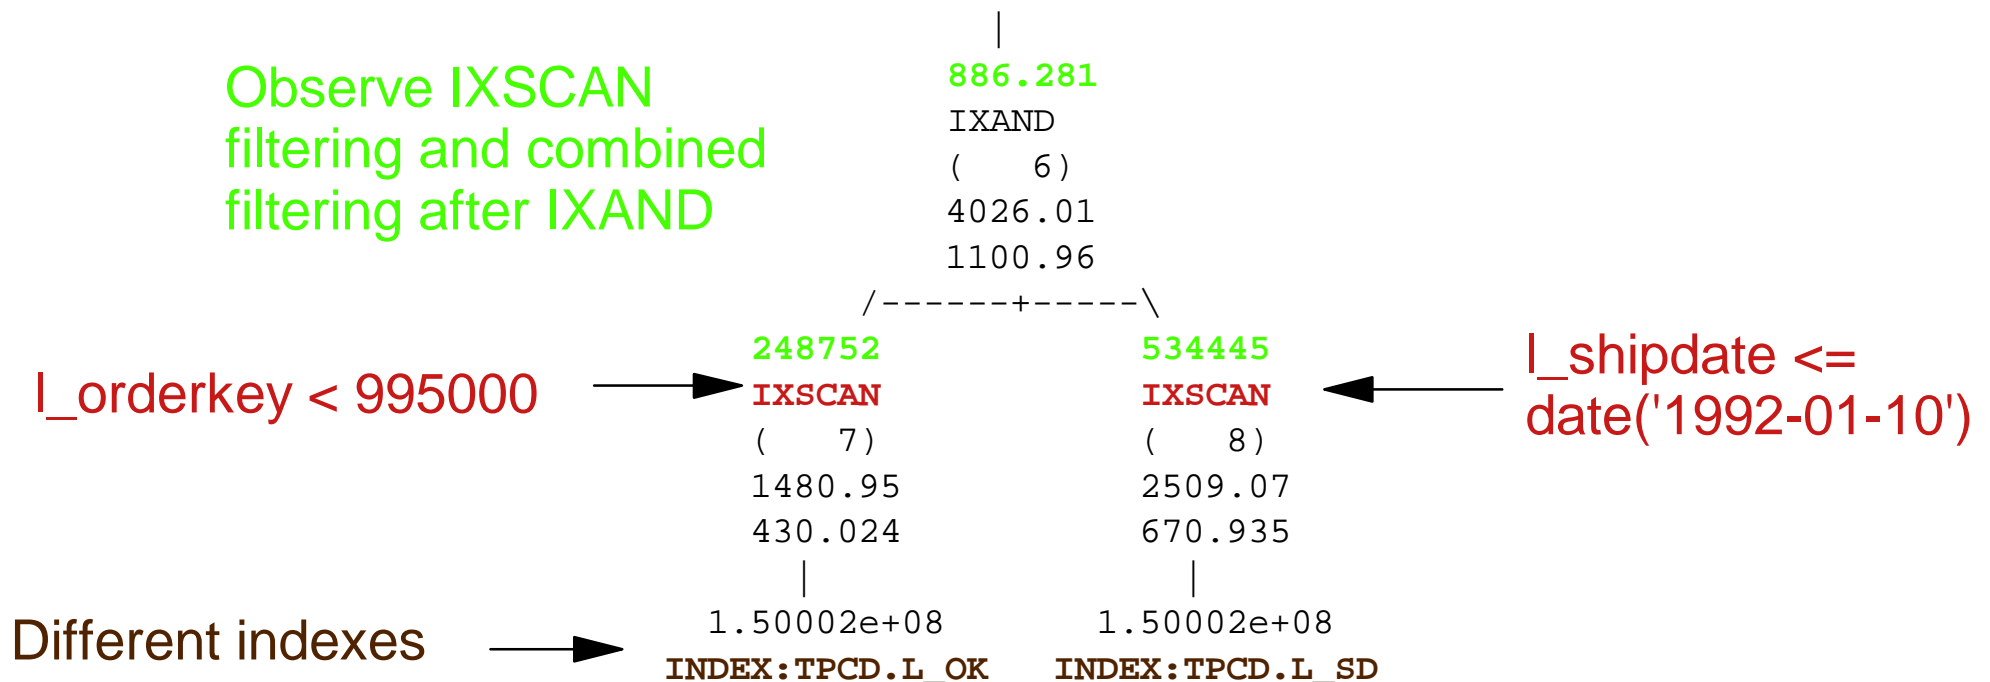 |
Observe IXSCAN
filtering and combined
filtering after IXAND
886.281
IXAND
(   6)
4026.01
1100.96
/------+-----\
l_orderkey < 995000
248752
IXSCAN
(   7)
1480.95
430.024
|
1.50002e+08
INDEX:TPCD.L_OK
534445
IXSCAN
(   8)
2509.07
670.935
|
1.50002e+08
INDEX:TPCD.L_SD
l_shipdate <=
date('1992-01-10')
Different indexes